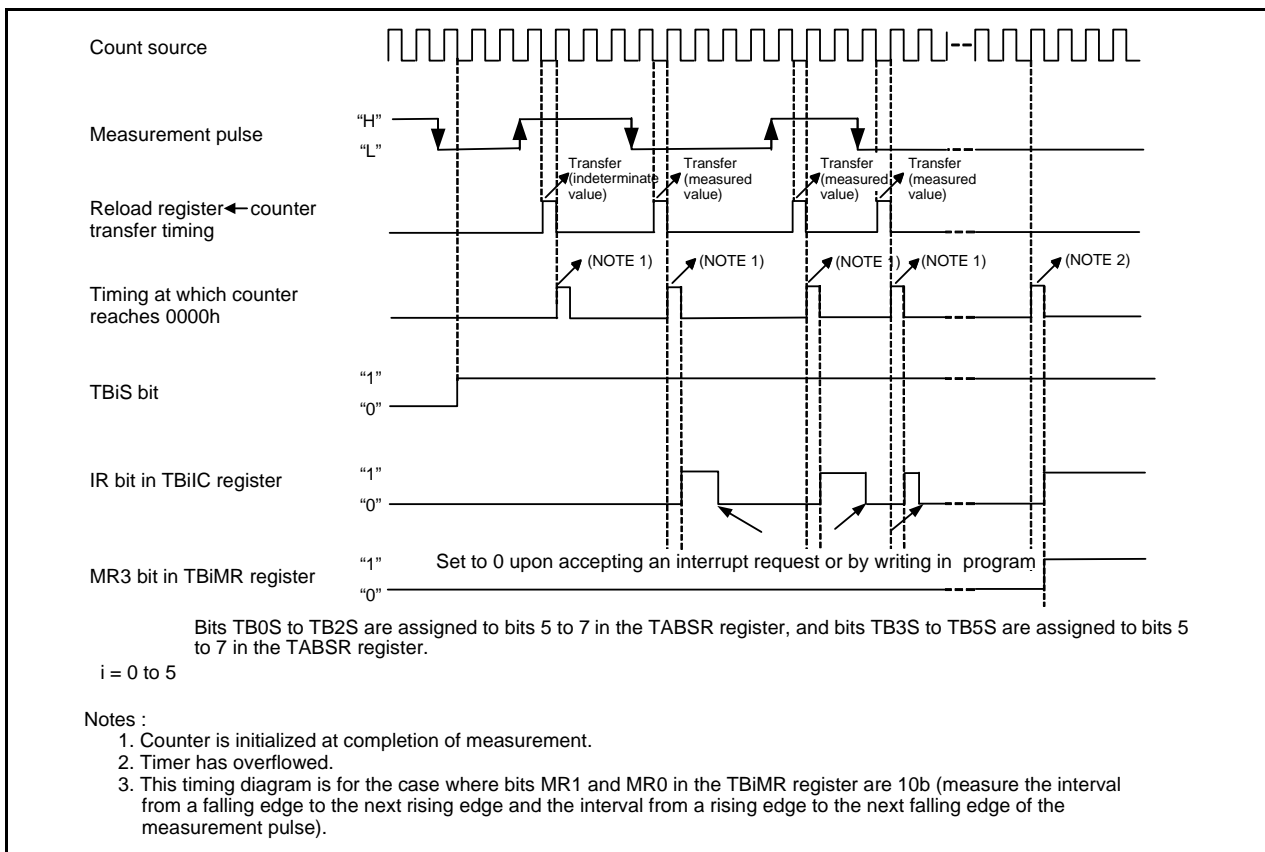 Count source
Measurement pulse
“H”
“L”
Transfer
(indeterminate
value)
Transfer
(measured
value)
Transfer
(measured
value)
Transfer
(measured
value)
Reload register←counter
transfer timing
(NOTE 1)
(NOTE 1)
(NOTE 1)
(NOTE 1)
(NOTE 2)
Timing at which counter
reaches 0000h
TBiS bit
“1”
“0”
IR bit in TBiIC register
“1”
“0”
Set to 0 upon accepting an interrupt request or by writing in program
MR3 bit in TBiMR register
“1”
“0”
Bits TB0S to TB2S are assigned to bits 5 to 7 in the TABSR register, and bits TB3S to TB5S are assigned to bits 5
to 7 in the TABSR register.
i = 0 to 5
Notes :
1. Counter is initialized at completion of measurement.
2. Timer has overflowed.
3. This timing diagram is for the case where bits MR1 and MR0 in the TBiMR register are 10b (measure the interval
from a falling edge to the next rising edge and the interval from a rising edge to the next falling edge of the
measurement pulse).